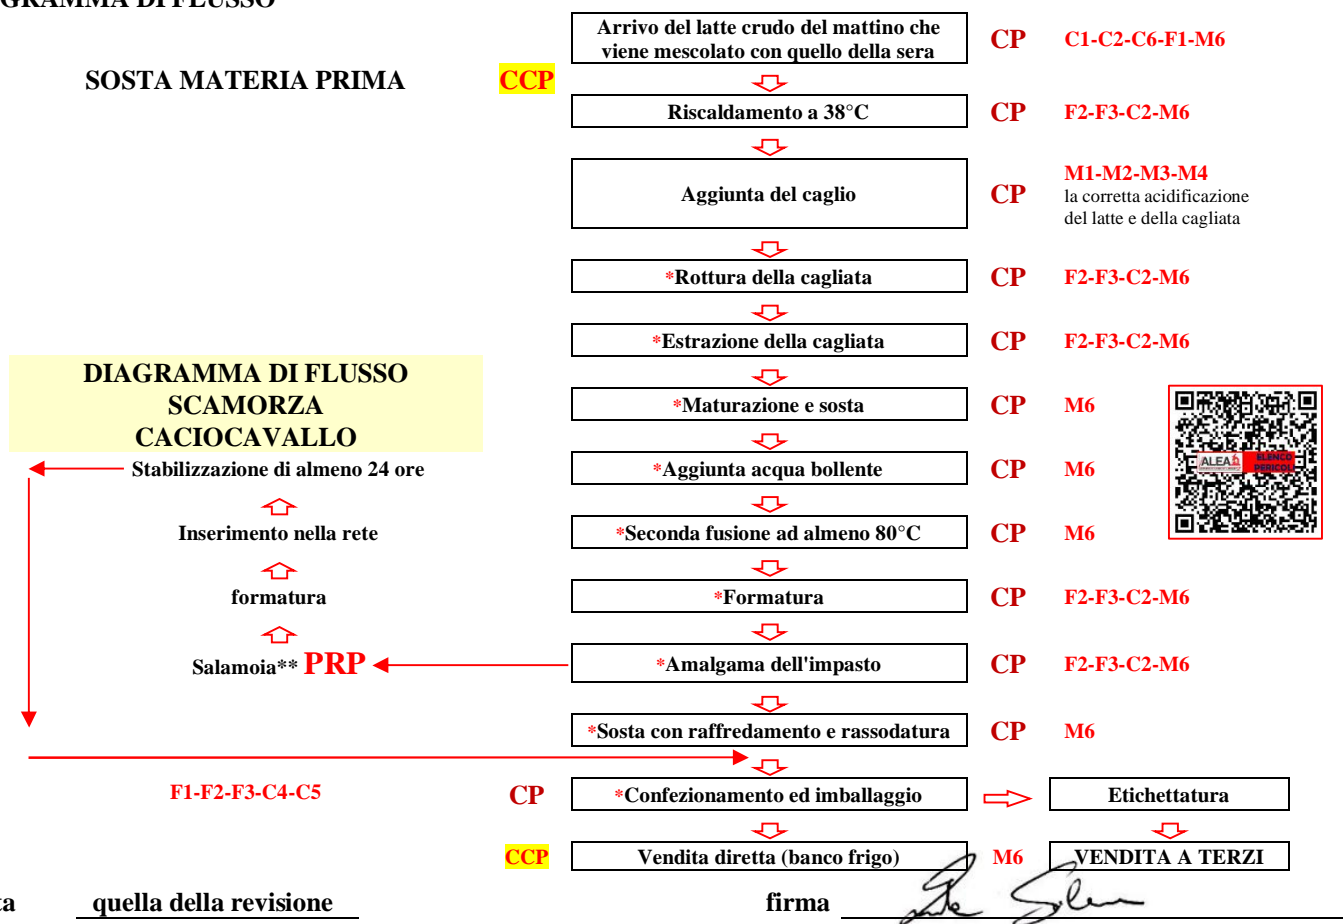 GRAMMA DI FLUSSO
Arrivo del latte crudo del mattino che
viene mescolato con quello della sera
CP
C1-C2-C6-F1-M6
SOSTA MATERIA PRIMA
CCP
Riscaldamento a 38°C
CP
F2-F3-C2-M6
Aggiunta del caglio
CP
M1-M2-M3-M4
la corretta acidificazione
del latte e della cagliata
*Rottura della cagliata
CP
F2-F3-C2-M6
*Estrazione della cagliata
CP
F2-F3-C2-M6
DIAGRAMMA DI FLUSSO
SCAMORZA
CACIOCAVALLO
*Maturazione e sosta
CP
M6
Stabilizzazione di almeno 24 ore
*Aggiunta acqua bollente
CP
M6
ALEA
ELENCO
PERICOLI
Inserimento nella rete
*Seconda fusione ad almeno 80°C
CP
M6
formatura
*Formatura
CP
F2-F3-C2-M6
Salamoia** PRP
*Amalgama dell'impasto
CP
F2-F3-C2-M6
*Sosta con raffredamento e rassodatura
CP
M6
F1-F2-F3-C4-C5
CP
*Confezionamento ed imballaggio
Etichettatura
CCP
Vendita diretta (banco frigo)
M6
VENDITA A TERZI
ta quella della revisione
firma